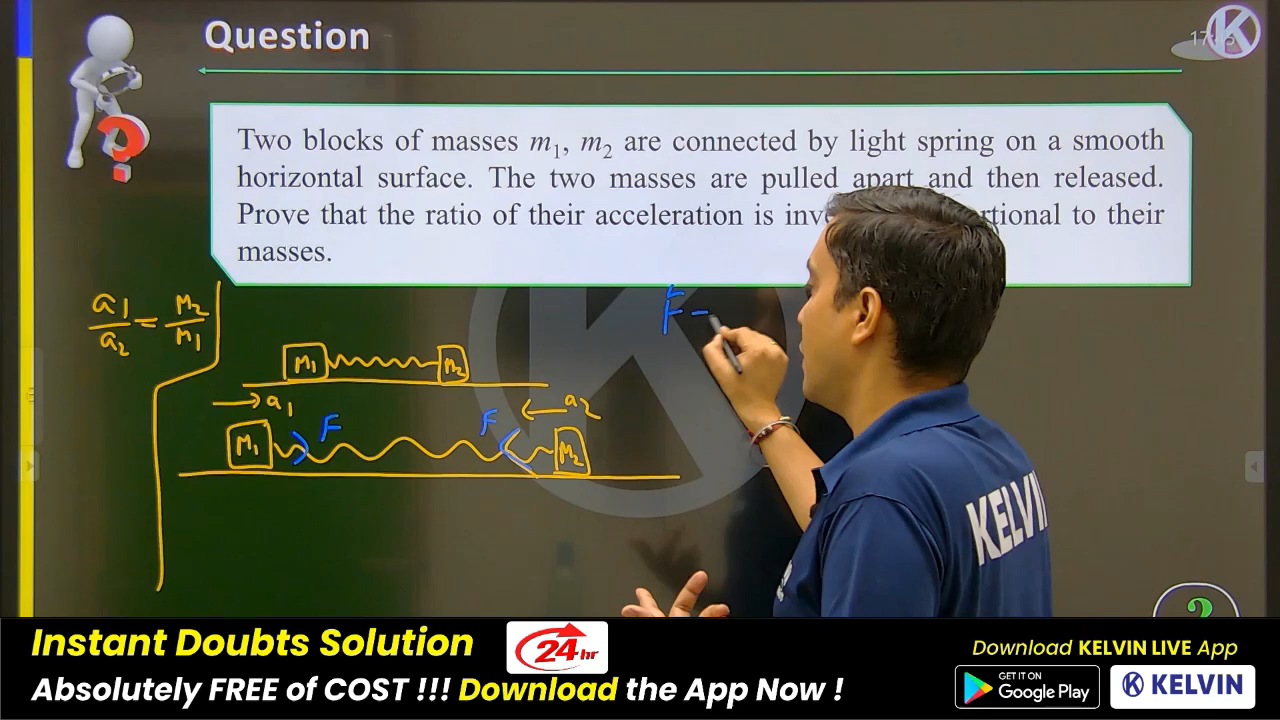 Question
Two blocks of masses m₁, m₂ are connected by light spring on a smooth
horizontal surface. The two masses are pulled apart and then released.
Prove that the ratio of their acceleration is to their
masses.
a1/a2 = M2/M1
M1 M2
a1 a2
M1 F F M2
F -
KELVIN
Instant Doubts Solution
24hr
Absolutely FREE of COST !!! Download the App Now !
Download KELVIN LIVE App
GET IT ON
Google Play
K KELVIN